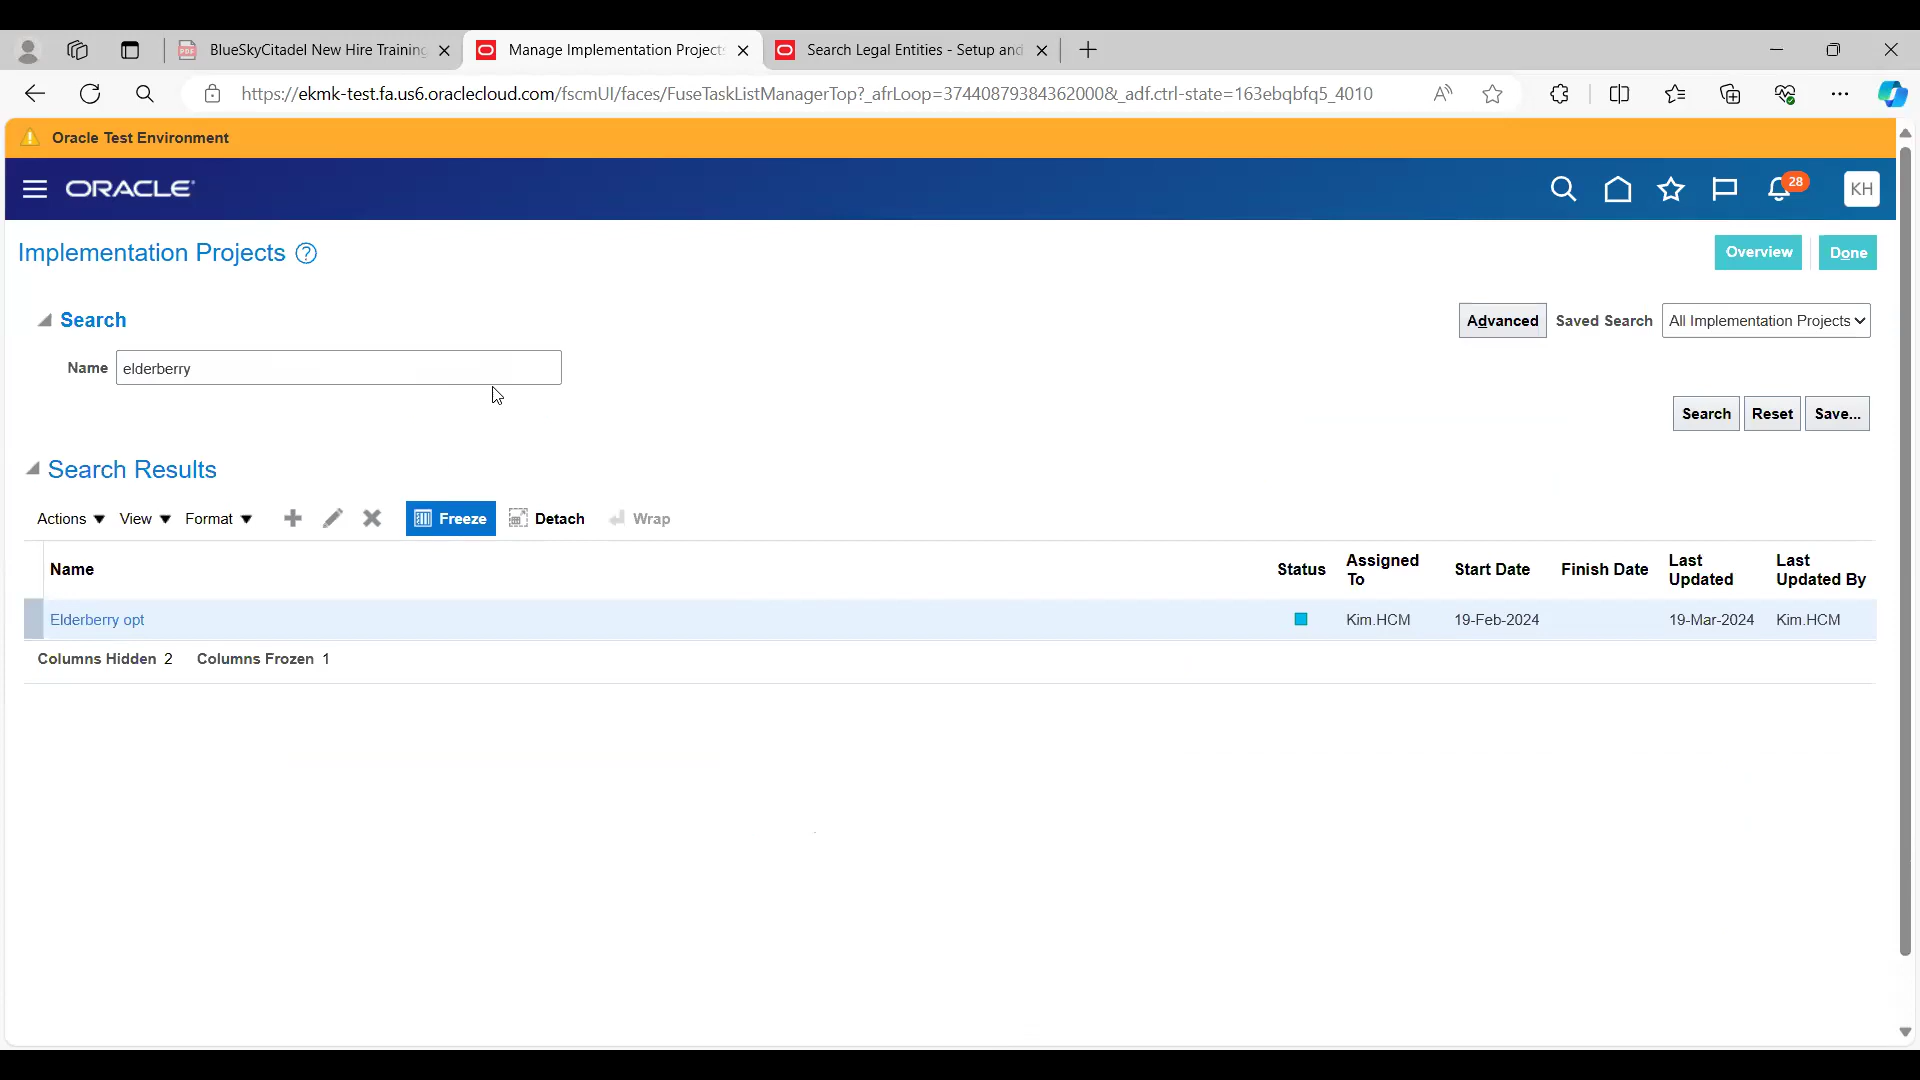 BlueSkyCitadel New Hire Training
Manage Implementation Projects
Search Legal Entities - Setup and
https://ekmk-test.fa.us6.oraclecloud.com/fscmUI/faces/FuseTaskListManagerTop?_afrLoop=37440879384362000&_adf.ctrl-state=163ebqbfq5_4010
Oracle Test Environment
ORACLE
28
KH
Implementation Projects ?
Overview
Done
Search
Advanced
Saved Search
All Implementation Projects
Name
elderberry
Search
Reset
Save...
Search Results
Actions
View
Format
Freeze
Detach
Wrap
Name
Status
Assigned
To
Start Date
Finish Date
Last
Updated
Last
Updated By
Elderberry opt
Kim.HCM
19-Feb-2024
19-Mar-2024
Kim.HCM
Columns Hidden 2
Columns Frozen 1